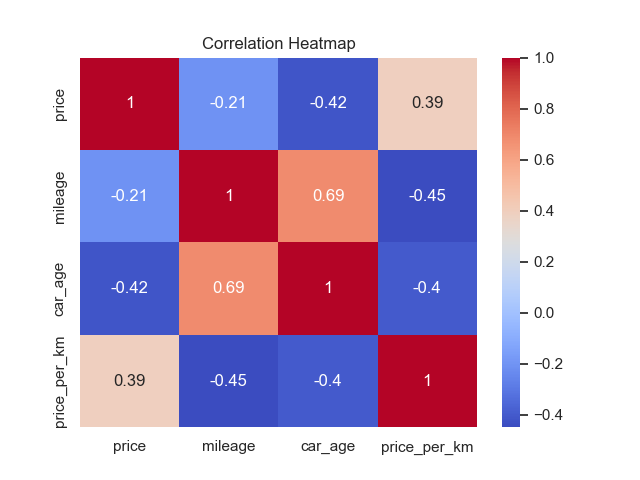 Correlation Heatmap
price 1 -0.21 -0.42 0.39
mileage -0.21 1 0.69 -0.45
car_age -0.42 0.69 1 -0.4
price_per_km 0.39 -0.45 -0.4 1
price mileage car_age price_per_km
1.0
0.8
0.6
0.4
0.2
0.0
−0.2
−0.4